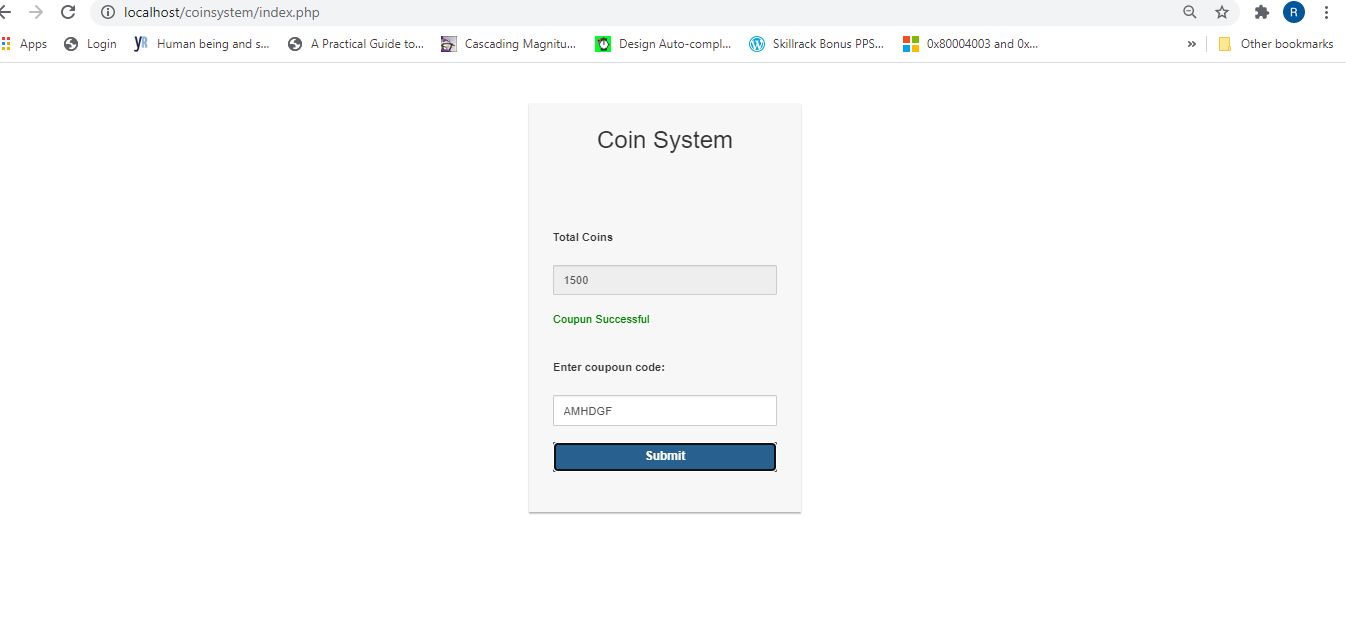 localhost/coinsystem/index.php
R
Apps Login yR Human being and s... A Practical Guide to... Cascading Magnitu... Design Auto-compl... Skillrack Bonus PPS... 0x80004003 and 0x... » Other bookmarks
Coin System
Total Coins
1500
Coupun Successful
Enter coupoun code:
AMHDGF
Submit